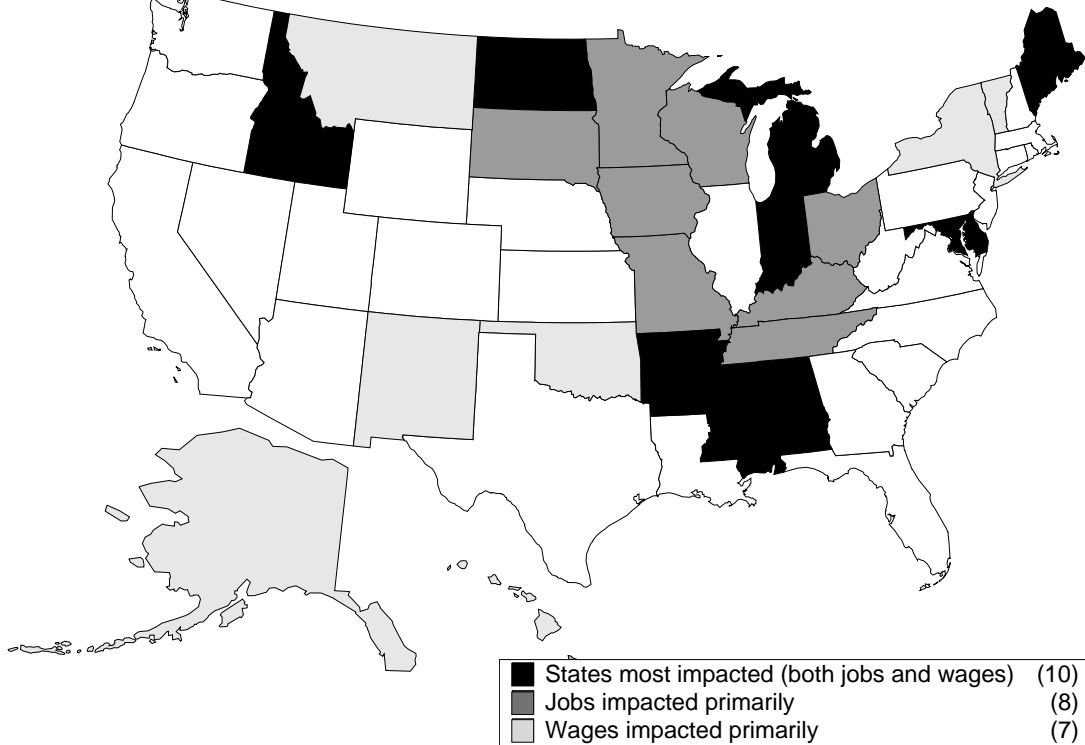 States most impacted (both jobs and wages) (10)
Jobs impacted primarily (8)
Wages impacted primarily (7)